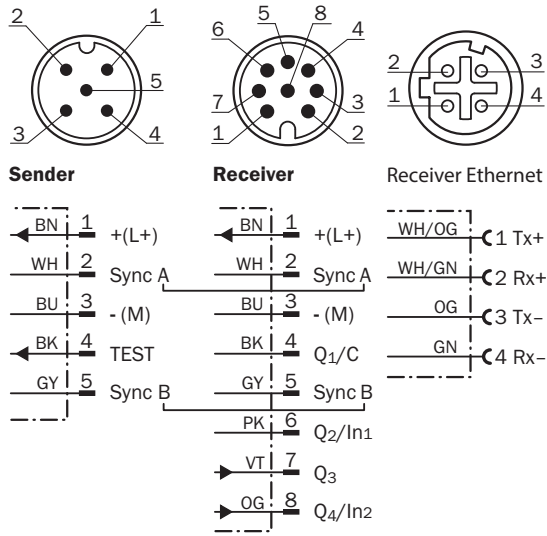 2 1
5
3 4
5 8
6 4
7 3
1 2
2 3
1 4
Sender
BN 1 +(L+)
WH 2 Sync A
BU 3 - (M)
BK 4 TEST
GY 5 Sync B
Receiver
BN 1 +(L+)
WH 2 Sync A
BU 3 - (M)
BK 4 Q1/C
GY 5 Sync B
PK 6 Q2/In1
VT 7 Q3
OG 8 Q4/In2
Receiver Ethernet
WH/OG 1 Tx+
WH/GN 2 Rx+
OG 3 Tx–
GN 4 Rx–